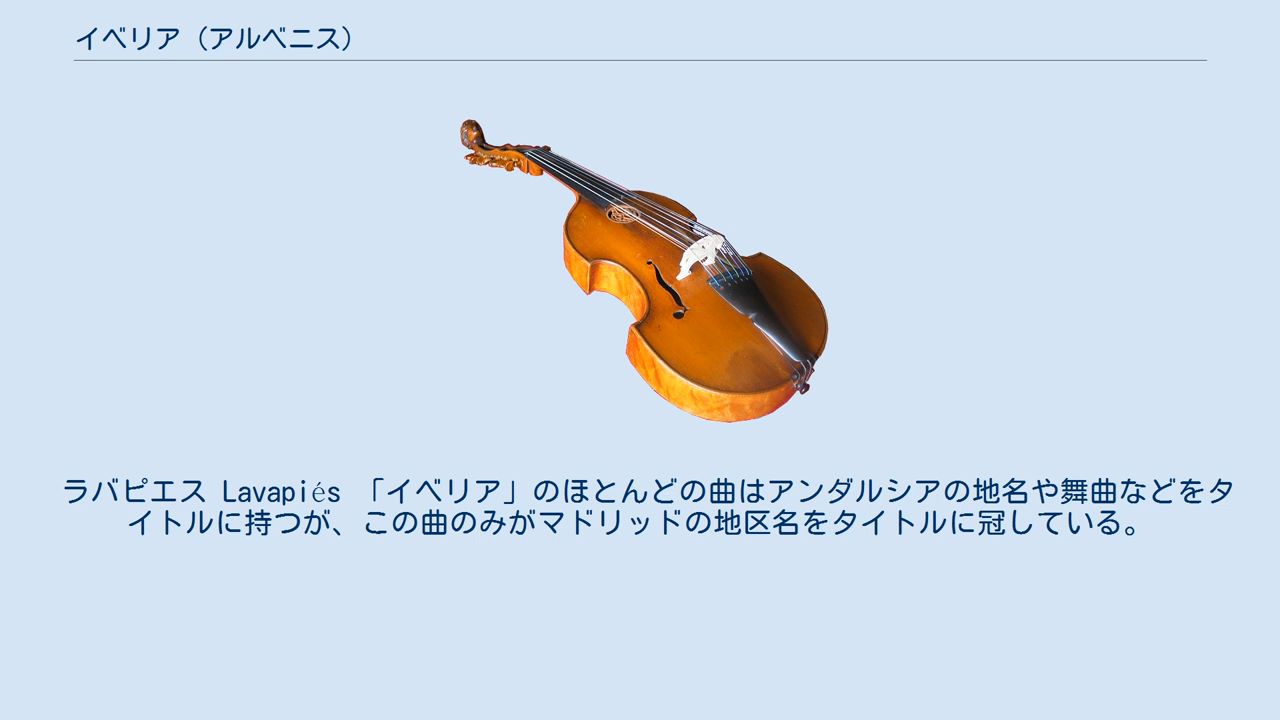 イベリア（アルベニス）
ラバピエス Lavapiés 「イベリア」のほとんどの曲はアンダルシアの地名や舞曲などをタ
イトルに持つが、この曲のみがマドリッドの地区名をタイトルに冠している。